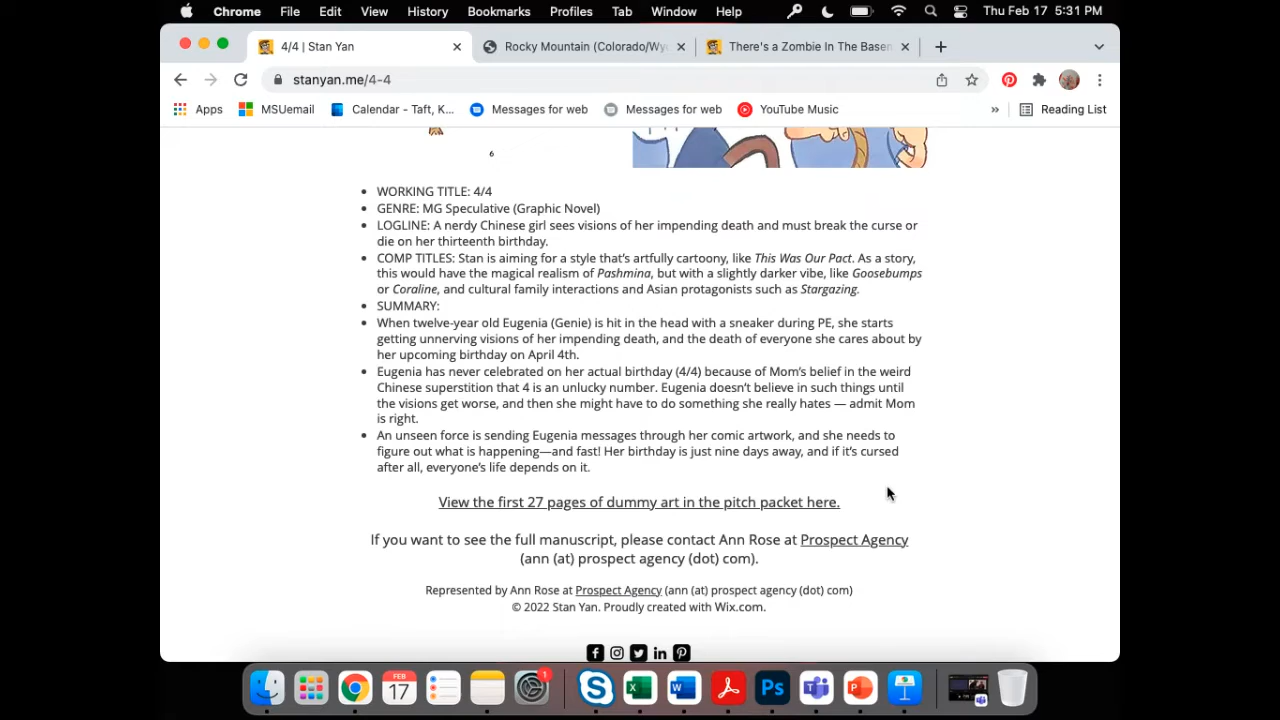 Chrome File Edit View History Bookmarks Profiles Tab Window Help Thu Feb 17 5:31 PM
4/4 | Stan Yan Rocky Mountain (Colorado/Wyo There's a Zombie In The Basen
stanyan.me/4-4
Apps MSUemail Calendar - Taft, K... Messages for web Messages for web YouTube Music » Reading List
6
• WORKING TITLE: 4/4
• GENRE: MG Speculative (Graphic Novel)
• LOGLINE: A nerdy Chinese girl sees visions of her impending death and must break the curse or
die on her thirteenth birthday.
• COMP TITLES: Stan is aiming for a style that's artfully cartoony, like This Was Our Pact. As a story,
this would have the magical realism of Pashmina, but with a slightly darker vibe, like Goosebumps
or Coraline, and cultural family interactions and Asian protagonists such as Stargazing.
• SUMMARY:
• When twelve-year old Eugenia (Genie) is hit in the head with a sneaker during PE, she starts
getting unnerving visions of her impending death, and the death of everyone she cares about by
her upcoming birthday on April 4th.
• Eugenia has never celebrated on her actual birthday (4/4) because of Mom's belief in the weird
Chinese superstition that 4 is an unlucky number. Eugenia doesn't believe in such things until
the visions get worse, and then she might have to do something she really hates — admit Mom
is right.
• An unseen force is sending Eugenia messages through her comic artwork, and she needs to
figure out what is happening—and fast! Her birthday is just nine days away, and if it's cursed
after all, everyone's life depends on it.
View the first 27 pages of dummy art in the pitch packet here.
If you want to see the full manuscript, please contact Ann Rose at Prospect Agency
(ann (at) prospect agency (dot) com).
Represented by Ann Rose at Prospect Agency (ann (at) prospect agency (dot) com)
© 2022 Stan Yan. Proudly created with Wix.com.
FEB
17
1